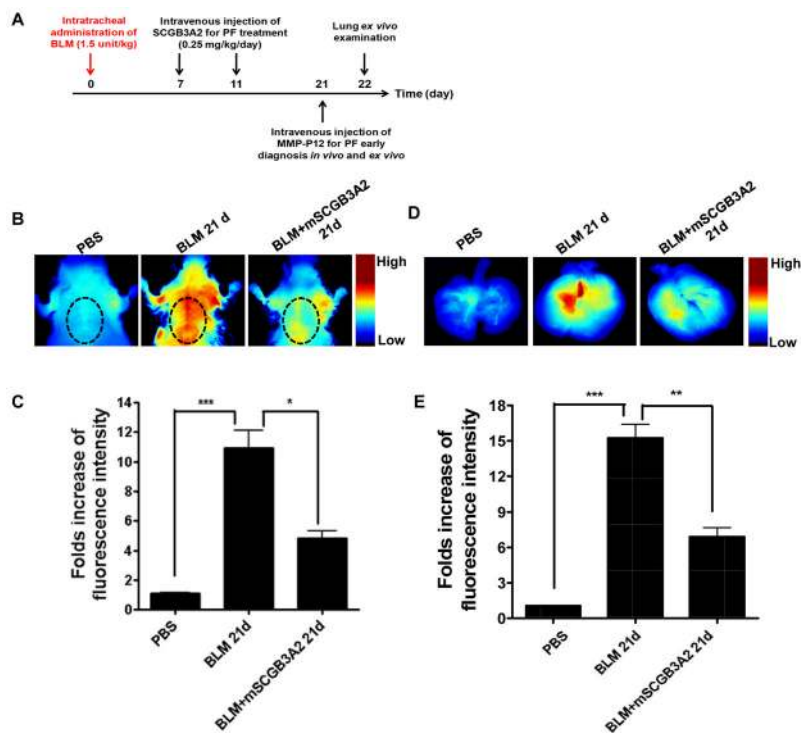 A
Intratracheal
administration of
BLM (1.5 unit/kg)
Intravenous injection of
SCGB3A2 for PF treatment
(0.25 mg/kg/day)
Lung ex vivo
examination
0
7
11
21
22
Time (day)
Intravenous injection of
MMP-P12 for PF early
diagnosis in vivo and ex vivo
B
PBS
BLM 21 d
BLM+mSCGB3A2
21d
High
Low
D
PBS
BLM 21 d
BLM+mSCGB3A2
21d
High
Low
C
Folds increase of
fluorescence intensity
14
12
10
8
6
4
2
0
***
*
PBS
BLM 21d
BLM+mSCGB3A2 21d
E
Folds increase of
fluorescence intensity
18
15
12
9
6
3
0
***
**
PBS
BLM 21d
BLM+mSCGB3A2 21d